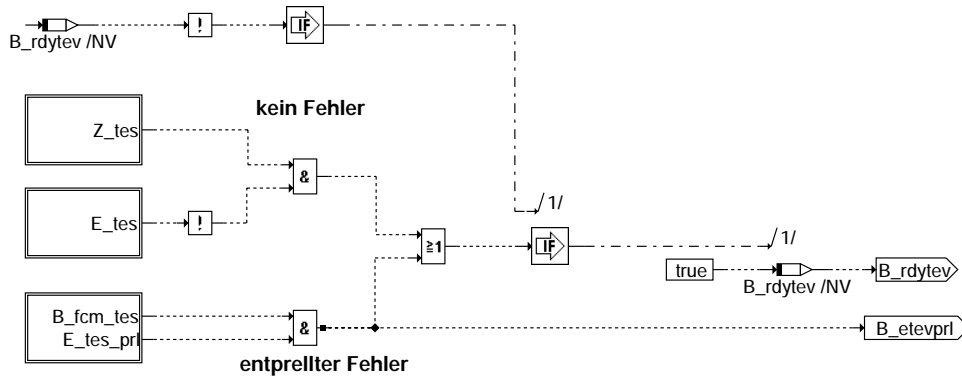 B_rdytev /NV
!
IF
kein Fehler
Z_tes
&
E_tes
!
/1/
≧1
IF
/1/
true
B_rdytev /NV
B_rdytev
B_fcm_tes
E_tes_prl
&
B_etevprl
entprellter Fehler